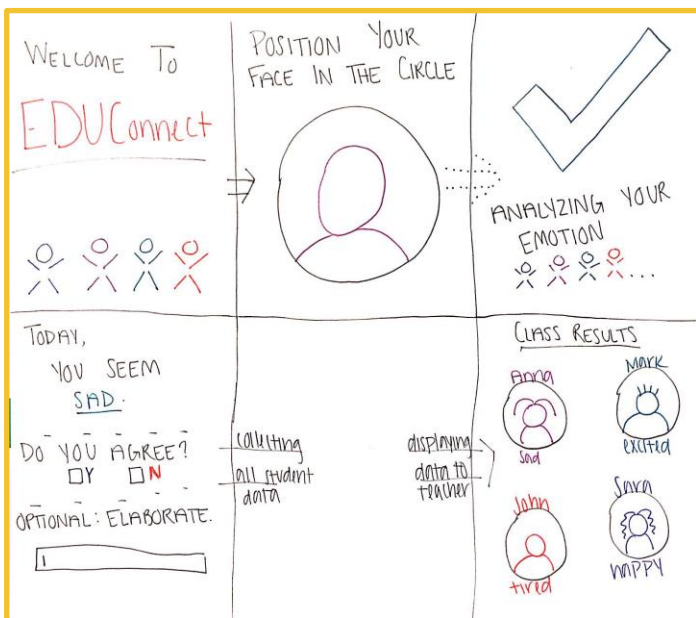 WELCOME TO
EDUConnect
POSITION YOUR
FACE IN THE CIRCLE
ANALYZING YOUR
EMOTION
...
TODAY,
YOU SEEM
SAD.
DO YOU AGREE?
Y N
OPTIONAL: ELABORATE.
collecting
all student
data
displaying
data to
teacher
CLASS RESULTS
Anna
sad
Mark
excited
John
tired
Sara
HAPPY